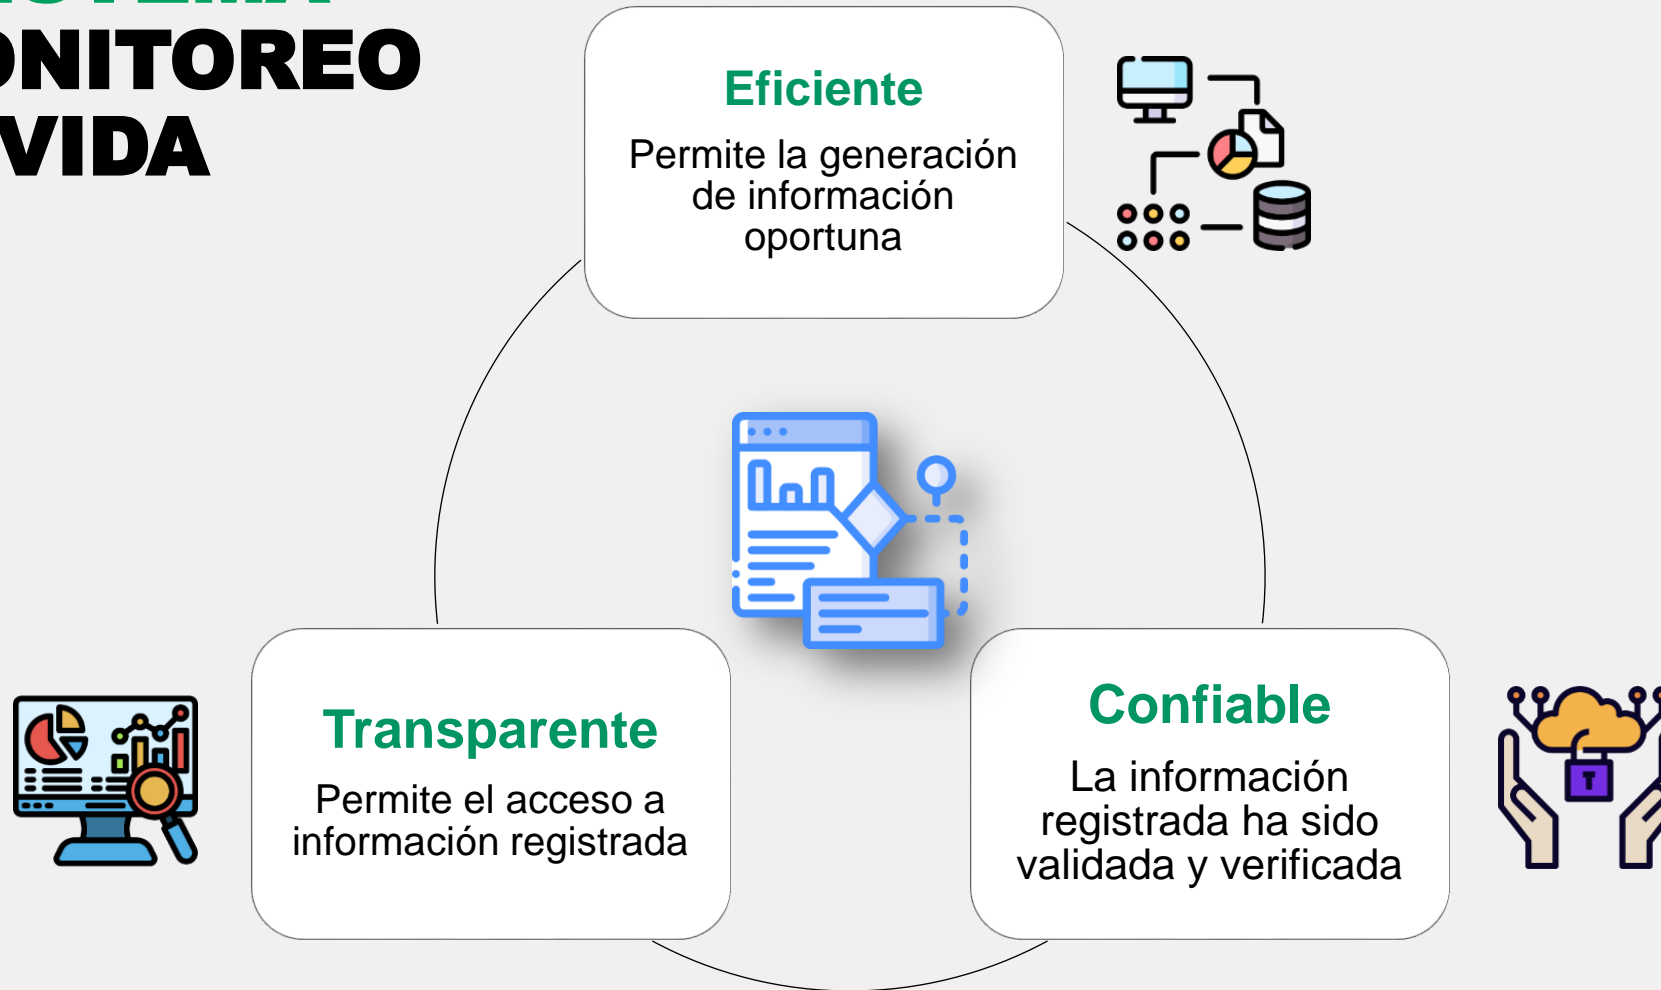 ONITOREO
VIDA
Eficiente
Permite la generación
de información
oportuna
Transparente
Permite el acceso a
información registrada
Confiable
La información
registrada ha sido
validada y verificada
T